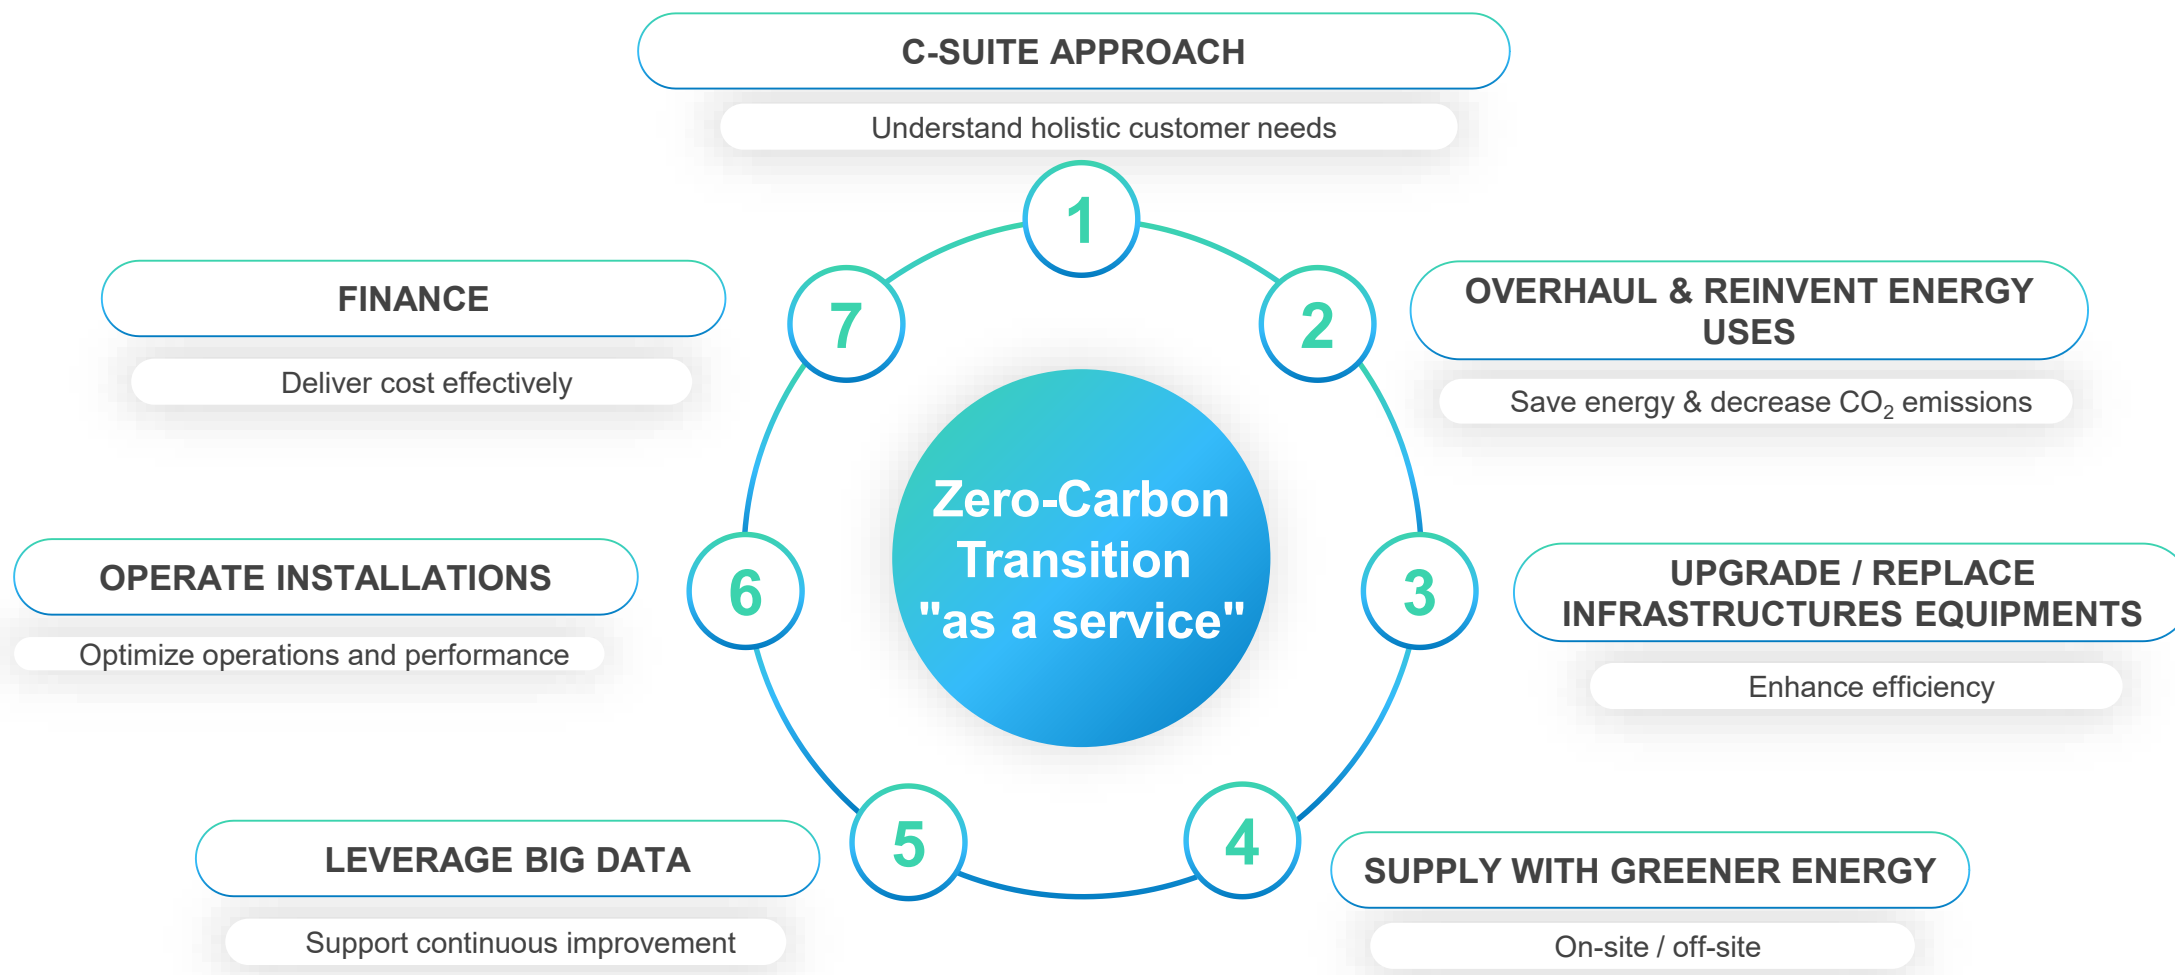 C-SUITE APPROACH
Understand holistic customer needs
1
OVERHAUL & REINVENT ENERGY
USES
Save energy & decrease CO₂ emissions
2
UPGRADE / REPLACE
INFRASTRUCTURES EQUIPMENTS
Enhance efficiency
3
SUPPLY WITH GREENER ENERGY
On-site / off-site
4
LEVERAGE BIG DATA
Support continuous improvement
5
OPERATE INSTALLATIONS
Optimize operations and performance
6
FINANCE
Deliver cost effectively
7
Zero-Carbon
Transition
"as a service"